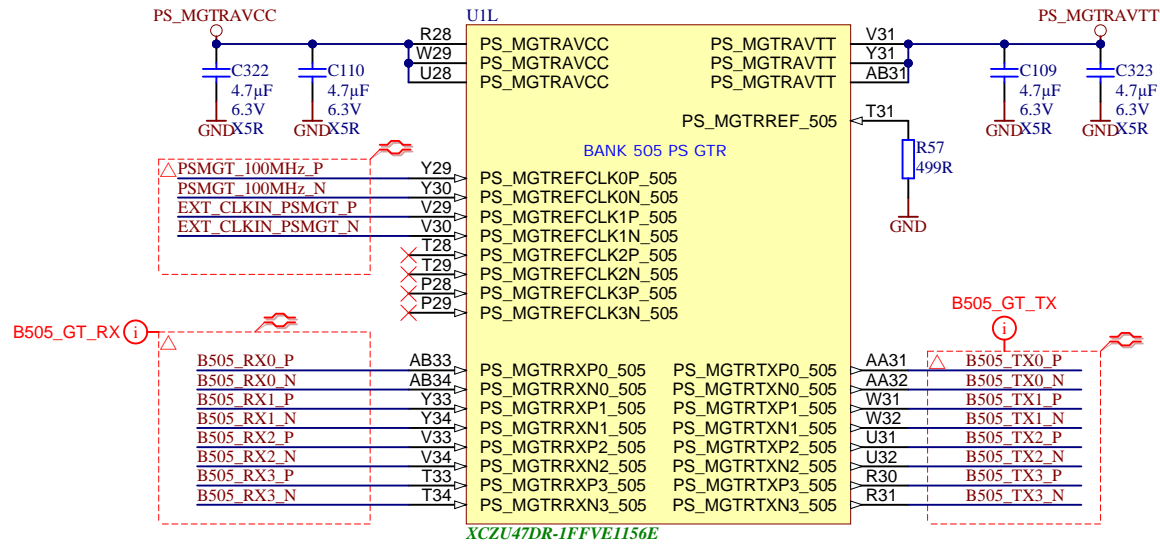 PS_MGTRAVCC
U1L
PS_MGTRAVTT
R28 PS_MGTRAVCC PS_MGTRAVTT V31
W29 PS_MGTRAVCC PS_MGTRAVTT Y31
U28 PS_MGTRAVCC PS_MGTRAVTT AB31
C322
4.7µF
6.3V
X5R
GND
C110
4.7µF
6.3V
X5R
GND
C109
4.7µF
6.3V
X5R
GND
C323
4.7µF
6.3V
X5R
GND
PS_MGTRREF_505 T31
BANK 505 PS GTR
R57
499R
GND
PSMGT_100MHz_P Y29 PS_MGTREFCLK0P_505
PSMGT_100MHz_N Y30 PS_MGTREFCLK0N_505
EXT_CLKIN_PSMGT_P V29 PS_MGTREFCLK1P_505
EXT_CLKIN_PSMGT_N V30 PS_MGTREFCLK1N_505
T28 PS_MGTREFCLK2P_505
T29 PS_MGTREFCLK2N_505
P28 PS_MGTREFCLK3P_505
P29 PS_MGTREFCLK3N_505
B505_GT_RX i
B505_GT_TX
i
B505_RX0_P AB33 PS_MGTRRXP0_505 PS_MGTRTXP0_505 AA31 B505_TX0_P
B505_RX0_N AB34 PS_MGTRRXN0_505 PS_MGTRTXN0_505 AA32 B505_TX0_N
B505_RX1_P Y33 PS_MGTRRXP1_505 PS_MGTRTXP1_505 W31 B505_TX1_P
B505_RX1_N Y34 PS_MGTRRXN1_505 PS_MGTRTXN1_505 W32 B505_TX1_N
B505_RX2_P V33 PS_MGTRRXP2_505 PS_MGTRTXP2_505 U31 B505_TX2_P
B505_RX2_N V34 PS_MGTRRXN2_505 PS_MGTRTXN2_505 U32 B505_TX2_N
B505_RX3_P T33 PS_MGTRRXP3_505 PS_MGTRTXP3_505 R30 B505_TX3_P
B505_RX3_N T34 PS_MGTRRXN3_505 PS_MGTRTXN3_505 R31 B505_TX3_N
XCZU47DR-1FFVE1156E